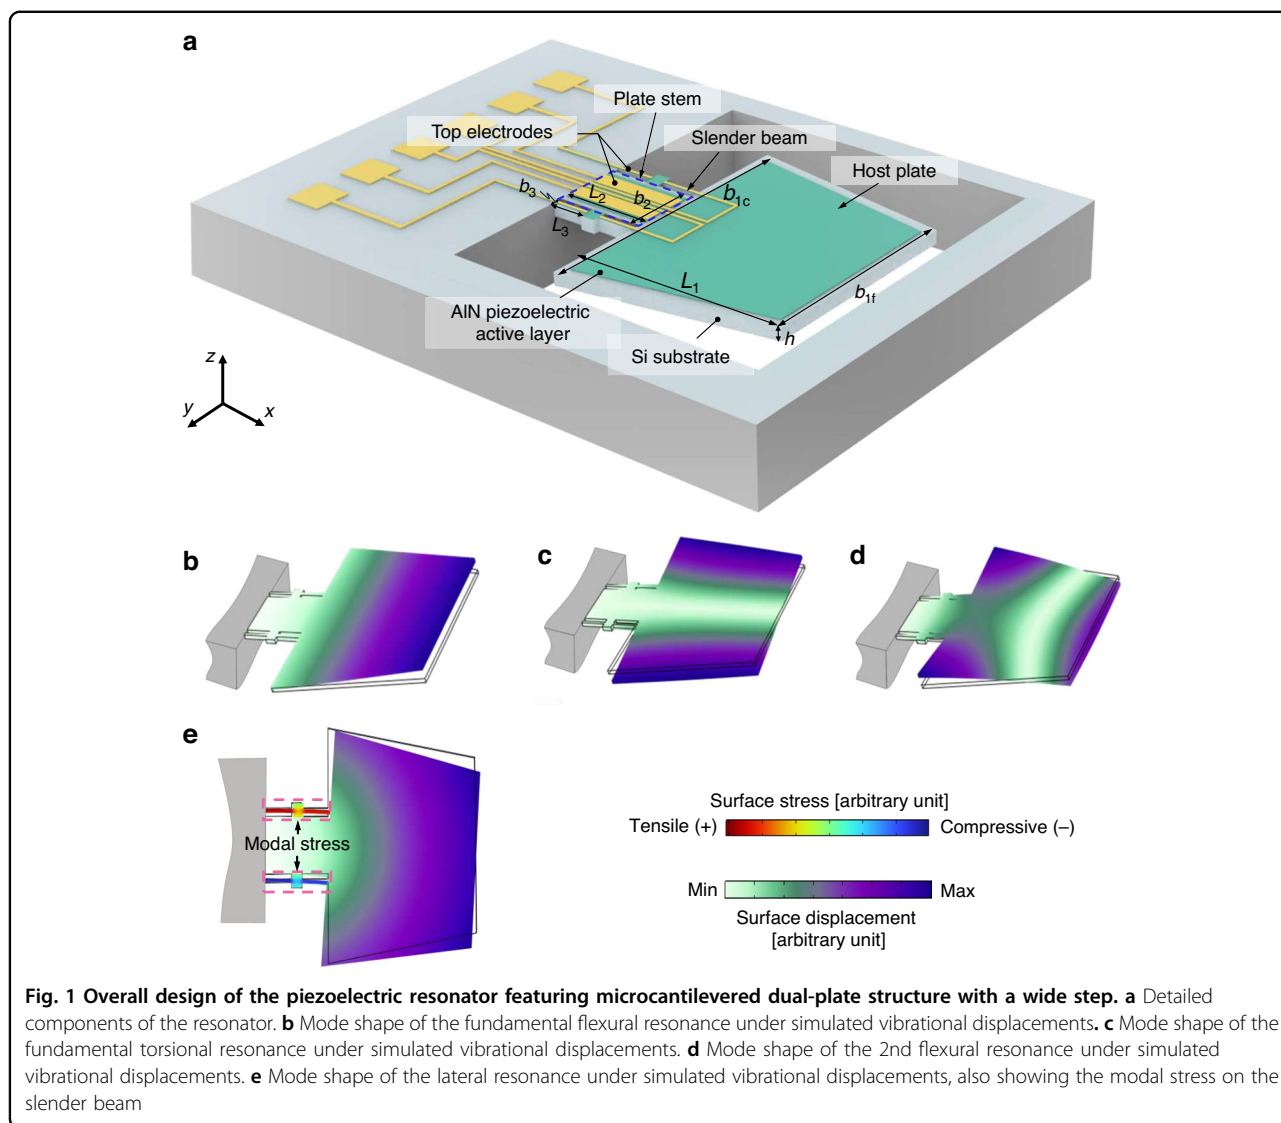 a
Plate stem
Top electrodes
Slender beam
Host plate
b3
L2
b2
b1c
L3
L1
b1f
AlN piezoelectric
active layer
h
Si substrate
z
y
x
b
c
d
e
Modal stress
Surface stress [arbitrary unit]
Tensile (+)
Compressive (–)
Min
Max
Surface displacement
[arbitrary unit]
Fig. 1 Overall design of the piezoelectric resonator featuring microcantilevered dual-plate structure with a wide step. a Detailed
components of the resonator. b Mode shape of the fundamental flexural resonance under simulated vibrational displacements. c Mode shape of the
fundamental torsional resonance under simulated vibrational displacements. d Mode shape of the 2nd flexural resonance under simulated
vibrational displacements. e Mode shape of the lateral resonance under simulated vibrational displacements, also showing the modal stress on the
slender beam